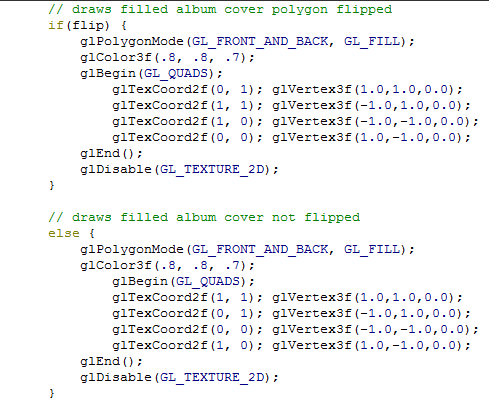 // draws filled album cover polygon flipped
if(flip) {
    glPolygonMode(GL_FRONT_AND_BACK, GL_FILL);
    glColor3f(.8, .8, .7);
    glBegin(GL_QUADS);
        glTexCoord2f(0, 1); glVertex3f(1.0,1.0,0.0);
        glTexCoord2f(1, 1); glVertex3f(-1.0,1.0,0.0);
        glTexCoord2f(1, 0); glVertex3f(-1.0,-1.0,0.0);
        glTexCoord2f(0, 0); glVertex3f(1.0,-1.0,0.0);
    glEnd();
    glDisable(GL_TEXTURE_2D);
}

// draws filled album cover not flipped
else {
    glPolygonMode(GL_FRONT_AND_BACK, GL_FILL);
    glColor3f(.8, .8, .7);
        glBegin(GL_QUADS);
        glTexCoord2f(1, 1); glVertex3f(1.0,1.0,0.0);
        glTexCoord2f(0, 1); glVertex3f(-1.0,1.0,0.0);
        glTexCoord2f(0, 0); glVertex3f(-1.0,-1.0,0.0);
        glTexCoord2f(1, 0); glVertex3f(1.0,-1.0,0.0);
    glEnd();
    glDisable(GL_TEXTURE_2D);
}